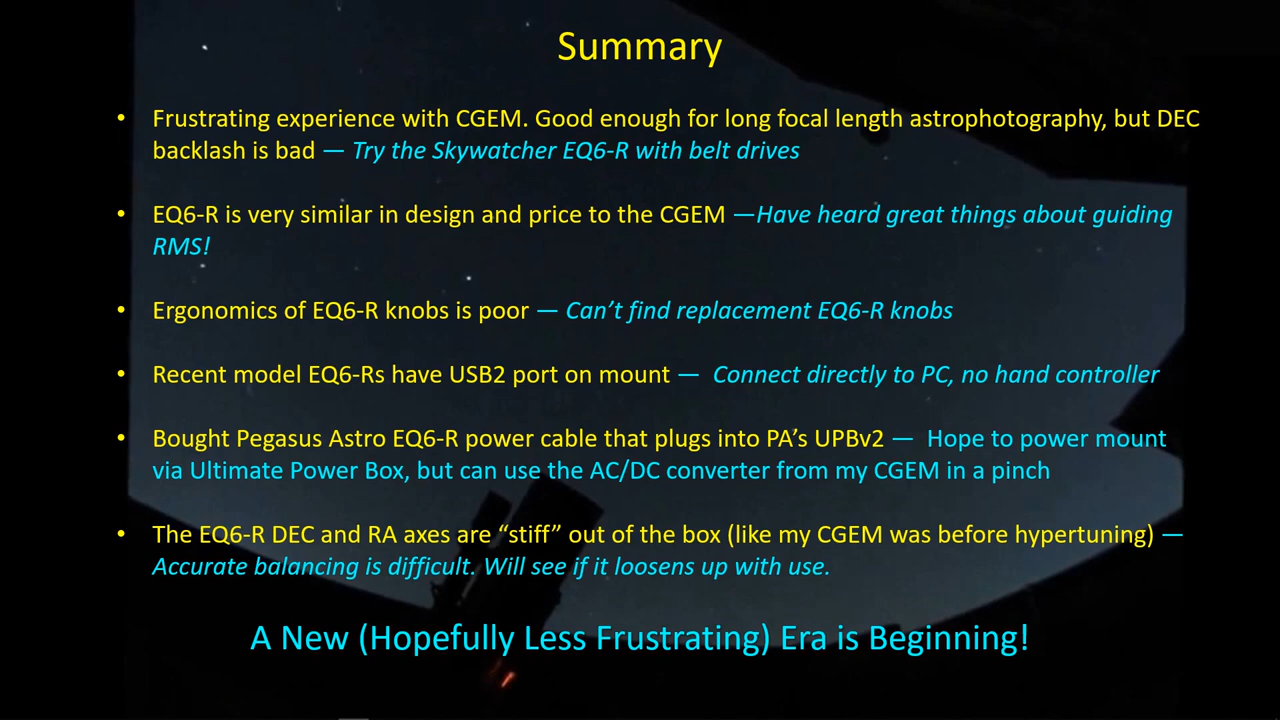 Summary
• Frustrating experience with CGEM. Good enough for long focal length astrophotography, but DEC
backlash is bad — Try the Skywatcher EQ6-R with belt drives
• EQ6-R is very similar in design and price to the CGEM —Have heard great things about guiding
RMS!
• Ergonomics of EQ6-R knobs is poor — Can’t find replacement EQ6-R knobs
• Recent model EQ6-Rs have USB2 port on mount — Connect directly to PC, no hand controller
• Bought Pegasus Astro EQ6-R power cable that plugs into PA’s UPBv2 — Hope to power mount
via Ultimate Power Box, but can use the AC/DC converter from my CGEM in a pinch
• The EQ6-R DEC and RA axes are “stiff” out of the box (like my CGEM was before hypertuning) —
Accurate balancing is difficult. Will see if it loosens up with use.
A New (Hopefully Less Frustrating) Era is Beginning!